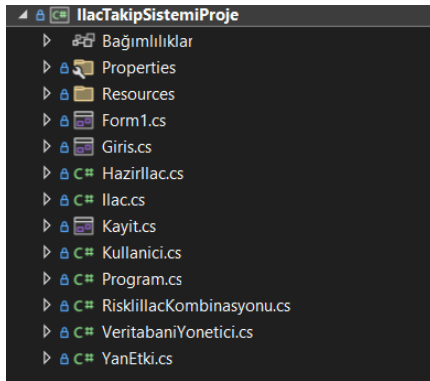 C# IlacTakipSistemiProje
Bağımlılıklar
Properties
Resources
Form1.cs
Giris.cs
C# HazirIlac.cs
C# Ilac.cs
Kayit.cs
C# Kullanici.cs
C# Program.cs
C# RiskliIlacKombinasyonu.cs
C# VeritabaniYonetici.cs
C# YanEtki.cs